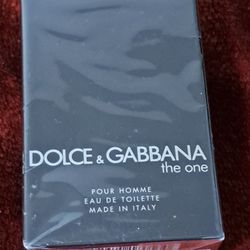 DOLCE & GABBANA
the one
POUR HOMME
EAU DE TOILETTE
MADE IN ITALY